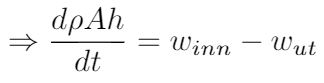 ⇒ dρAh/dt = w_inn − w_ut